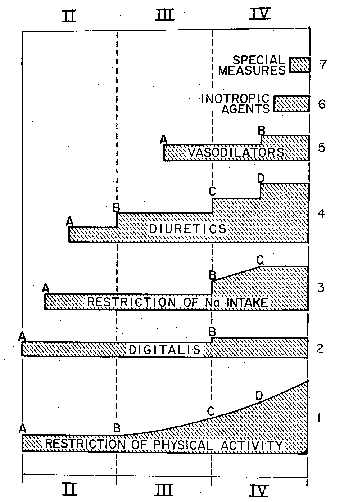 II III IV
SPECIAL
MEASURES 7
INOTROPIC
AGENTS 6
A B
VASODILATORS 5
A B C D
DIURETICS 4
A B C
RESTRICTION OF Na INTAKE 3
A B
DIGITALIS 2
A B C D
RESTRICTION OF PHYSICAL ACTIVITY 1
II III IV